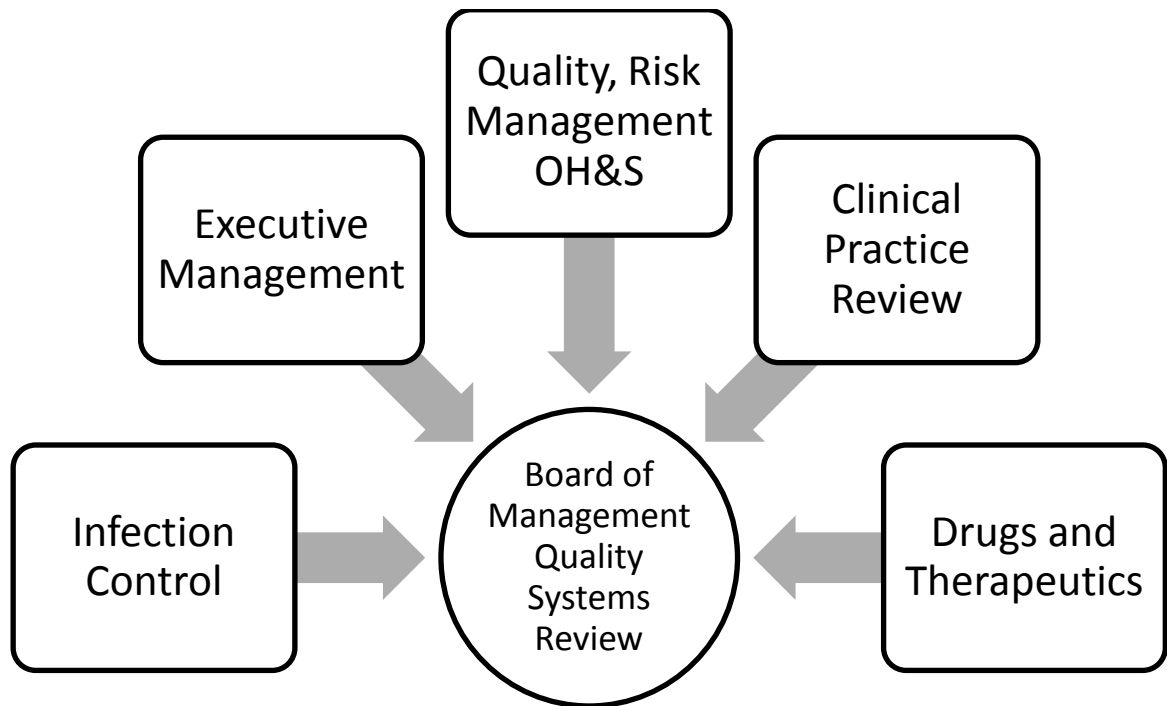 Quality, Risk
Management
OH&S
Executive
Management
Clinical
Practice
Review
Infection
Control
Board of
Management
Quality
Systems
Review
Drugs and
Therapeutics